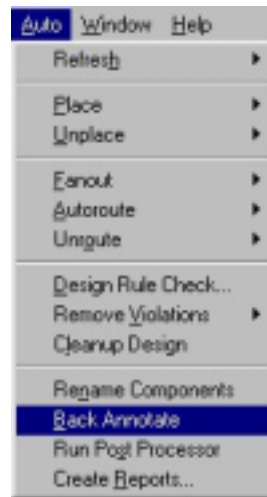 Auto Window Help
Refresh
Place
Unplace
Fanout
Autoroute
Unroute
Design Rule Check...
Remove Violations
Cleanup Design
Rename Components
Back Annotate
Run Post Processor
Create Reports...